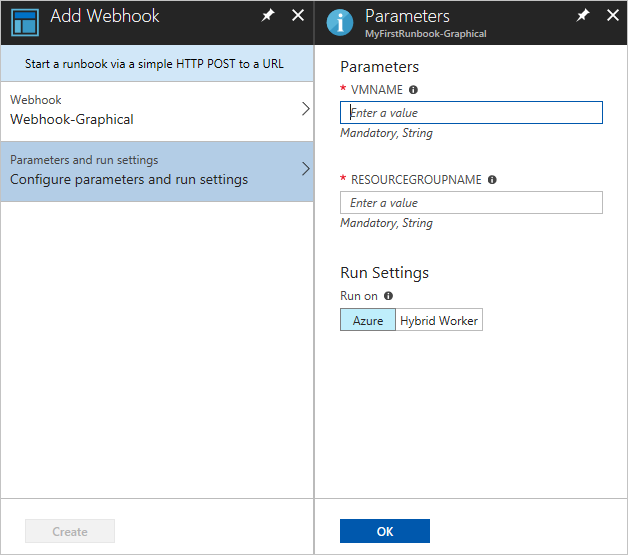 Add Webhook
Start a runbook via a simple HTTP POST to a URL
Webhook
Webhook-Graphical
Parameters and run settings
Configure parameters and run settings
Create
Parameters
MyFirstRunbook-Graphical
Parameters
* VMNAME
Enter a value
Mandatory, String
* RESOURCEGROUPNAME
Enter a value
Mandatory, String
Run Settings
Run on
Azure Hybrid Worker
OK